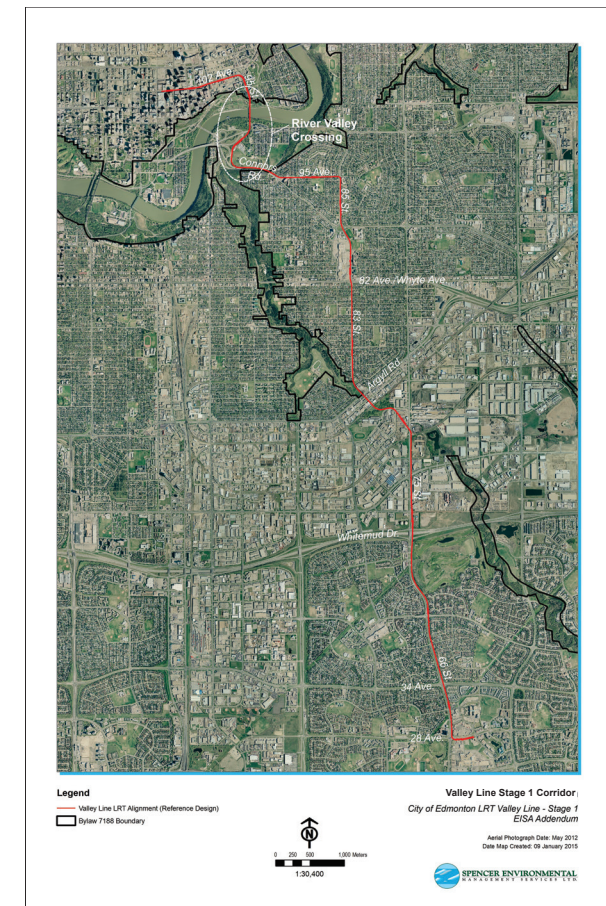 102 Ave.
River Valley
Crossing
Connors
Rd.
95 Ave.
85 St.
82 Ave./Whyte Ave.
83 St.
Argyll Rd.
75 St.
Whitemud Dr.
66 St.
34 Ave.
28 Ave.
Legend
Valley Line LRT Alignment (Reference Design)
Bylaw 7188 Boundary
N
0 250 500 1,000 Meters
1:30,400
Valley Line Stage 1 Corridor
City of Edmonton LRT Valley Line - Stage 1
EISA Addendum
Aerial Photograph Date: May 2012
Date Map Created: 09 January 2015
SPENCER ENVIRONMENTAL
MANAGEMENT SERVICES LTD.